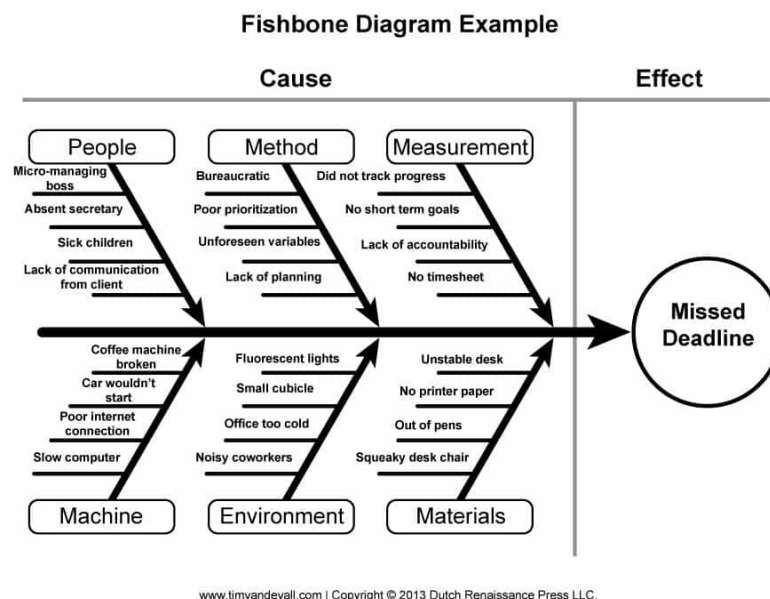 Fishbone Diagram Example
Cause
Effect
People
Method
Measurement
Micro-managing
boss
Absent secretary
Sick children
Lack of communication
from client
Bureaucratic
Poor prioritization
Unforeseen variables
Lack of planning
Did not track progress
No short term goals
Lack of accountability
No timesheet
Missed
Deadline
Coffee machine
broken
Car wouldn't
start
Poor internet
connection
Slow computer
Fluorescent lights
Small cubicle
Office too cold
Noisy coworkers
Unstable desk
No printer paper
Out of pens
Squeaky desk chair
Machine
Environment
Materials
www.timvandevall.com | Copyright © 2013 Dutch Renaissance Press LLC.